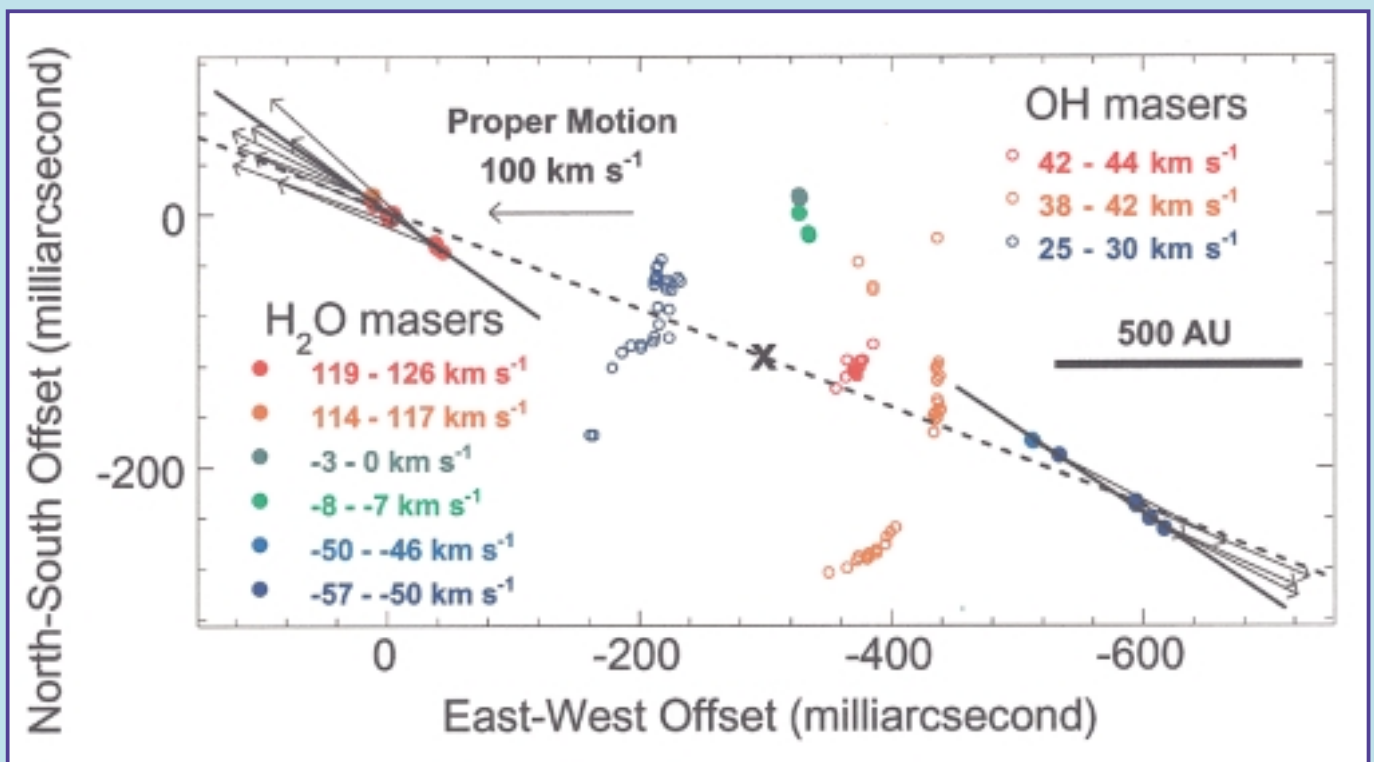 North-South Offset (milliarcsecond)
0
-200
Proper Motion
100 km s⁻¹
OH masers
42 - 44 km s⁻¹
38 - 42 km s⁻¹
25 - 30 km s⁻¹
500 AU
X
H₂O masers
119 - 126 km s⁻¹
114 - 117 km s⁻¹
-3 - 0 km s⁻¹
-8 - -7 km s⁻¹
-50 - -46 km s⁻¹
-57 - -50 km s⁻¹
0 -200 -400 -600
East-West Offset (milliarcsecond)